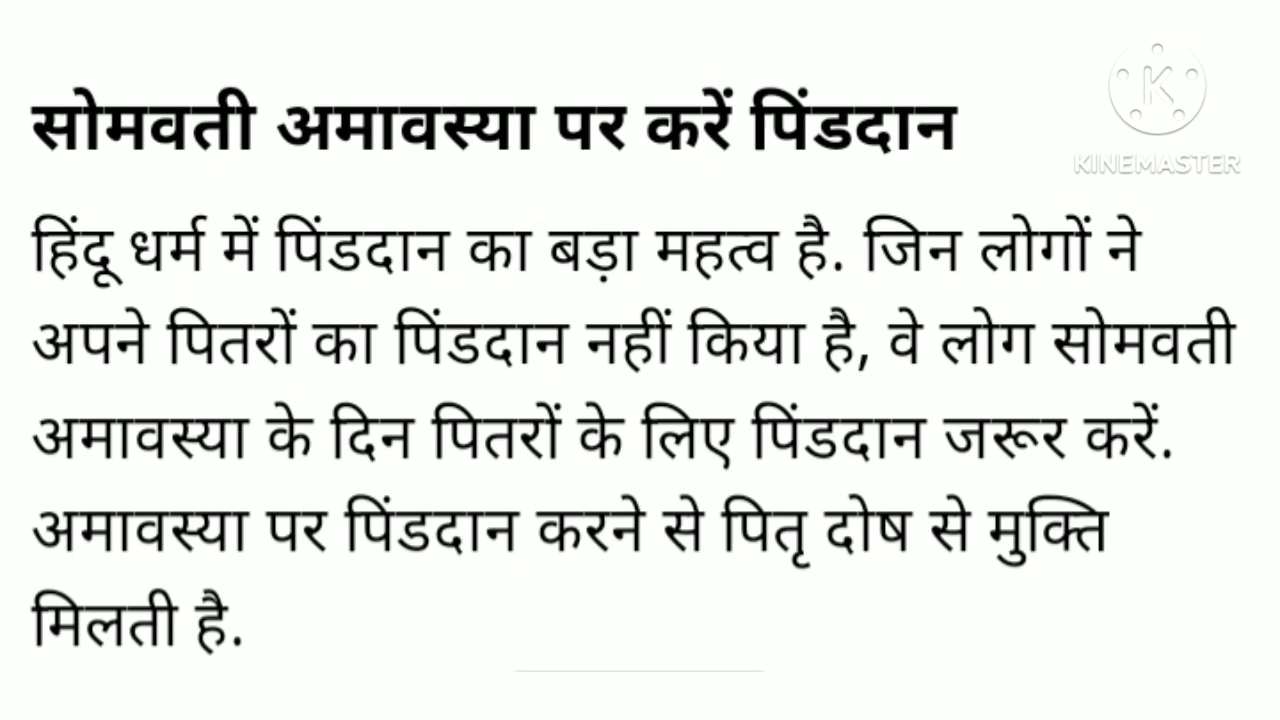 सोमवती अमावस्या पर करें पिंडदान
हिंदू धर्म में पिंडदान का बड़ा महत्व है. जिन लोगों ने
अपने पितरों का पिंडदान नहीं किया है, वे लोग सोमवती
अमावस्या के दिन पितरों के लिए पिंडदान जरूर करें.
अमावस्या पर पिंडदान करने से पितृ दोष से मुक्ति
मिलती है.
K
KINEMASTER